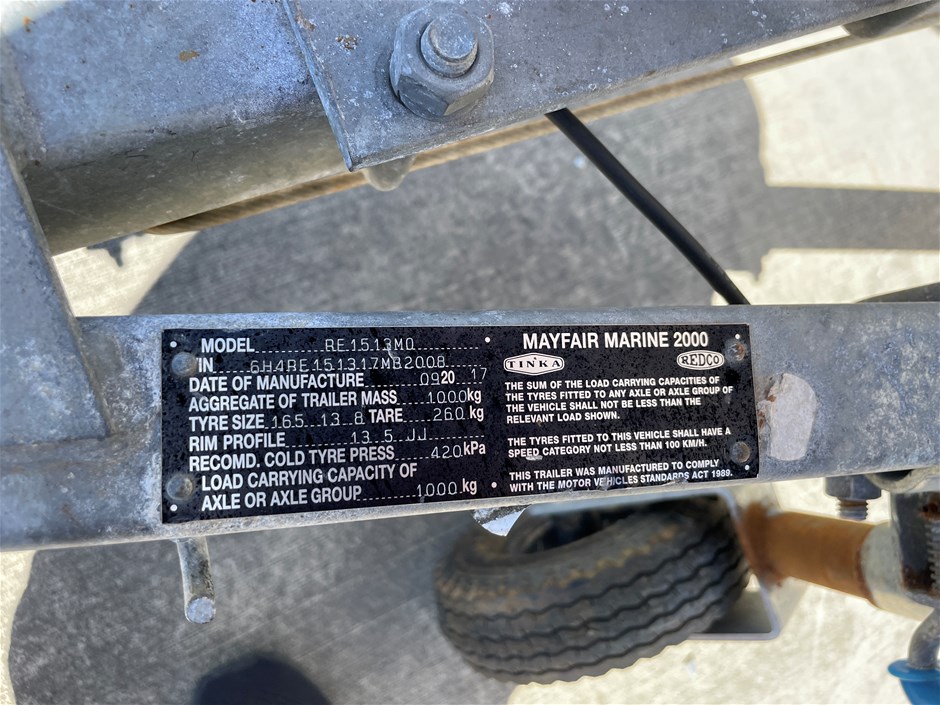 MODEL RE1513MO
IN 6H4RE151317MB2008
DATE OF MANUFACTURE 09 20 17
AGGREGATE OF TRAILER MASS 1000 kg
TYRE SIZE 165 13 8 TARE 260 kg
RIM PROFILE 13 5 JJ
RECOMD. COLD TYRE PRESS 420 kPa
LOAD CARRYING CAPACITY OF
AXLE OR AXLE GROUP 1000 kg
MAYFAIR MARINE 2000
TINKA REDCO
THE SUM OF THE LOAD CARRYING CAPACITIES OF
THE TYRES FITTED TO ANY AXLE OR AXLE GROUP OF
THE VEHICLE SHALL NOT BE LESS THAN THE
RELEVANT LOAD SHOWN.
THE TYRES FITTED TO THIS VEHICLE SHALL HAVE A
SPEED CATEGORY NOT LESS THAN 100 KM/H.
THIS TRAILER WAS MANUFACTURED TO COMPLY
WITH THE MOTOR VEHICLES STANDARDS ACT 1989.